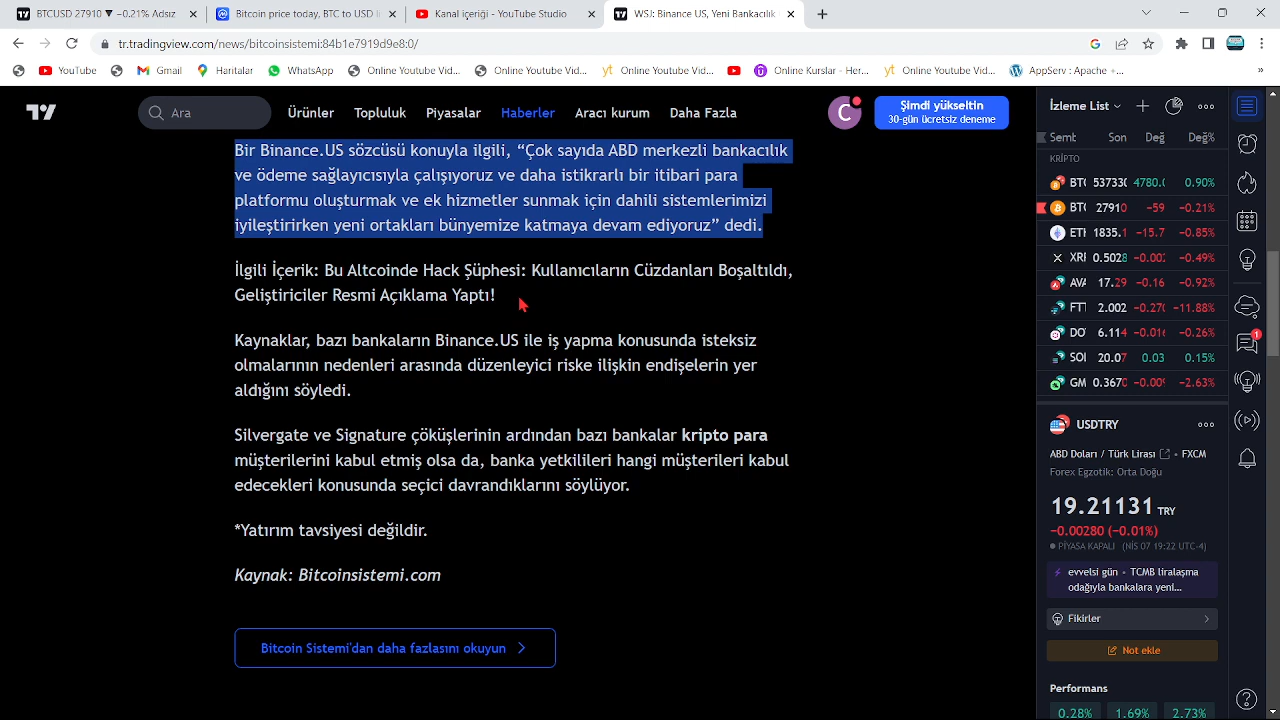 BTCUSD 27910 ▼ −0.21% Adsız
Bitcoin price today, BTC to USD
Kanal içeriği - YouTube Studio
WSJ: Binance US, Yeni Bankacılık
tr.tradingview.com/news/bitcoinsistemi:84b1e7919d9e8:0/
YouTube
Gmail
Haritalar
WhatsApp
Online Youtube Vid...
Online Youtube Vid...
Online Youtube Vid...
Online Kurslar - Her...
Online Youtube Vid...
AppServ : Apache +...
»
Ara
Ürünler
Topluluk
Piyasalar
Haberler
Aracı kurum
Daha Fazla
C
Şimdi yükseltin
30-gün ücretsiz deneme
Bir Binance.US sözcüsü konuyla ilgili, “Çok sayıda ABD merkezli bankacılık
ve ödeme sağlayıcısıyla çalışıyoruz ve daha istikrarlı bir itibari para
platformu oluşturmak ve ek hizmetler sunmak için dahili sistemlerimizi
iyileştirirken yeni ortakları bünyemize katmaya devam ediyoruz” dedi.
İlgili İçerik: Bu Altcoinde Hack Şüphesi: Kullanıcıların Cüzdanları Boşaltıldı,
Geliştiriciler Resmi Açıklama Yaptı!
Kaynaklar, bazı bankaların Binance.US ile iş yapma konusunda isteksiz
olmalarının nedenleri arasında düzenleyici riske ilişkin endişelerin yer
aldığını söyledi.
Silvergate ve Signature çöküşlerinin ardından bazı bankalar kripto para
müşterilerini kabul etmiş olsa da, banka yetkilileri hangi müşterileri kabul
edecekleri konusunda seçici davrandıklarını söylüyor.
*Yatırım tavsiyesi değildir.
Kaynak: Bitcoinsistemi.com
Bitcoin Sistemi'dan daha fazlasını okuyun
İzleme List
Semb Son Değ Değ%
KRİPTO
BT 537330 4780.0 0.90%
BTC 27910 −59 −0.21%
ETH 1835.1 −15.7 −0.85%
XRI 0.5028 −0.002 −0.49%
AVA 17.29 −0.16 −0.92%
FTT 2.002 −0.270 −11.88%
DO 6.114 −0.016 −0.26%
SOI 20.07 0.03 0.15%
GM 0.3670 −0.009 −2.63%
1
USDTRY
ABD Doları / Türk Lirası • FXCM
Forex Egzotik: Orta Doğu
19.21131 TRY
−0.00280 (−0.01%)
PİYASA KAPALI (NİS 07 19:22 UTC-4)
evvelsi gün • TCMB liralaşma
odağıyla bankalara yeni...
Fikirler
Not ekle
Performans
0.28% 1.69% 2.73%